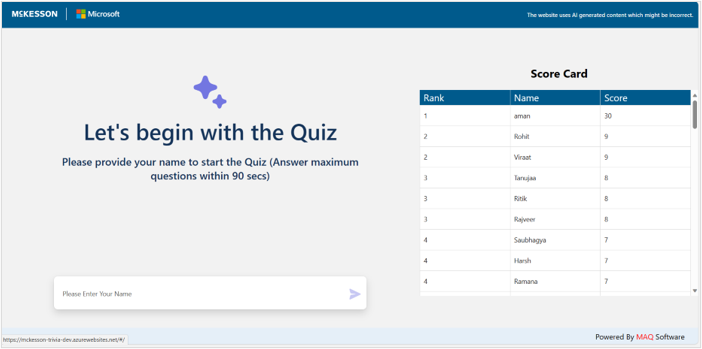 MCKESSON Microsoft The website uses AI generated content which might be incorrect.
Let's begin with the Quiz
Please provide your name to start the Quiz (Answer maximum
questions within 90 secs)
Please Enter Your Name
Score Card
Rank Name Score
1 aman 30
2 Rohit 9
2 Viraat 9
3 Tanujaa 8
3 Ritik 8
3 Rajveer 8
4 Saubhagya 7
4 Harsh 7
4 Ramana 7
Powered By MAQ Software
https://mckesson-trivia-dev.azurewebsites.net/#/